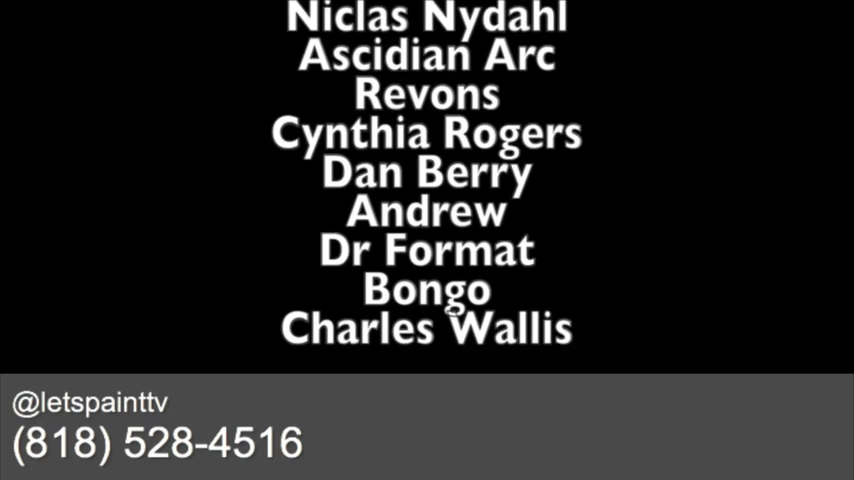 Niclas Nydahl
Ascidian Arc
Revons
Cynthia Rogers
Dan Berry
Andrew
Dr Format
Bongo
Charles Wallis
@letspainttv
(818) 528-4516